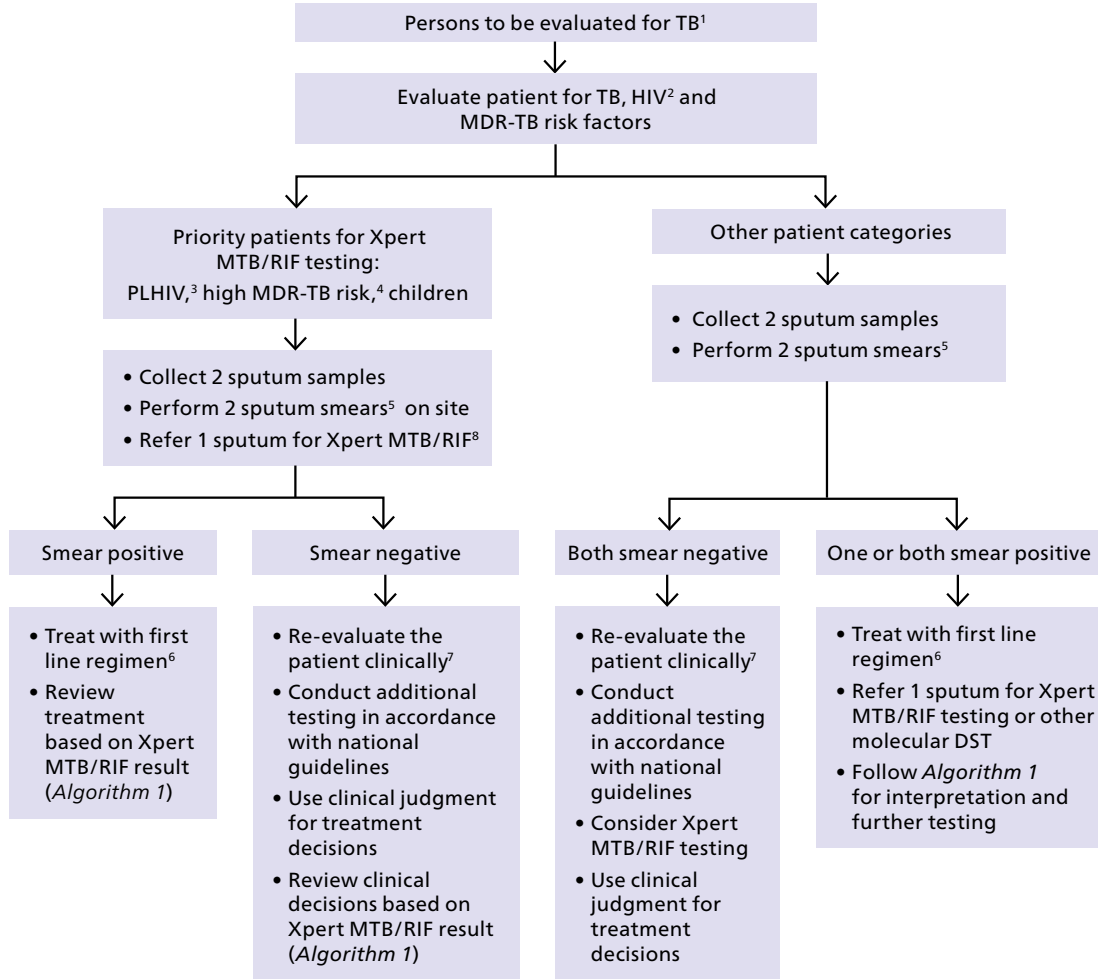 Persons to be evaluated for TB¹
Evaluate patient for TB, HIV² and
MDR-TB risk factors
Priority patients for Xpert
MTB/RIF testing:
PLHIV,³ high MDR-TB risk,⁴ children
Other patient categories
• Collect 2 sputum samples
• Perform 2 sputum smears⁵ on site
• Refer 1 sputum for Xpert MTB/RIF⁸
• Collect 2 sputum samples
• Perform 2 sputum smears⁵
Smear positive
Smear negative
Both smear negative
One or both smear positive
• Treat with first
line regimen⁶
• Review
treatment
based on Xpert
MTB/RIF result
(Algorithm 1)
• Re-evaluate the
patient clinically⁷
• Conduct additional
testing in accordance
with national
guidelines
• Use clinical judgment
for treatment
decisions
• Review clinical
decisions based on
Xpert MTB/RIF result
(Algorithm 1)
• Re-evaluate the
patient clinically⁷
• Conduct
additional testing
in accordance
with national
guidelines
• Consider Xpert
MTB/RIF testing
• Use clinical
judgment for
treatment
decisions
• Treat with first line
regimen⁶
• Refer 1 sputum for Xpert
MTB/RIF testing or other
molecular DST
• Follow Algorithm 1
for interpretation and
further testing